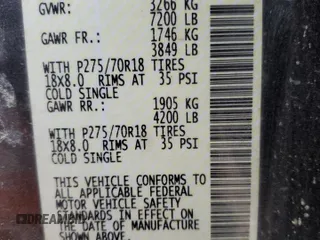 GVWR: 3266 KG
7200 LB
GAWR FR.: 1746 KG
3849 LB
WITH P275/70R18 TIRES
18X8.0 RIMS AT 35 PSI
COLD SINGLE
GAWR RR.: 1905 KG
4200 LB
WITH P275/70R18 TIRES
18X8.0 RIMS AT 35 PSI
COLD SINGLE
THIS VEHICLE CONFORMS TO
ALL APPLICABLE FEDERAL
MOTOR VEHICLE SAFETY
STANDARDS IN EFFECT ON
THE DATE OF MANUFACTURE
SHOWN ABOVE.